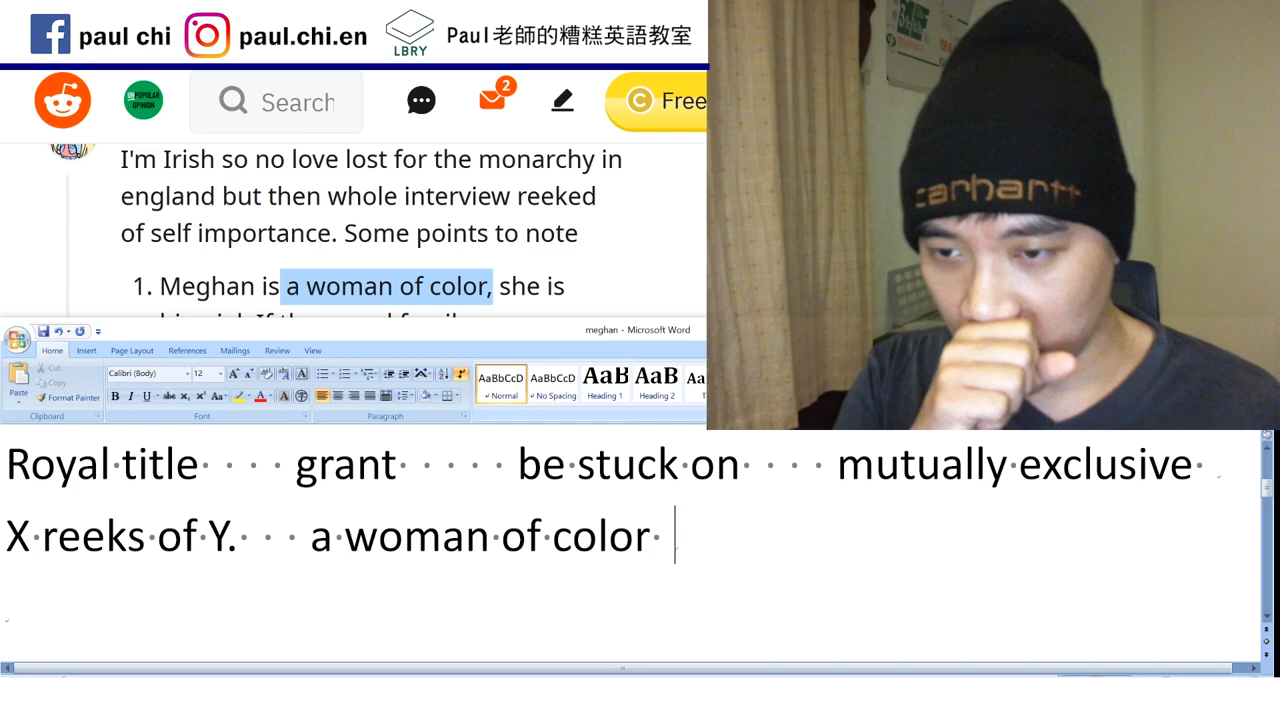 paul chi
paul.chi.en
LBRY
Paul老師的糟糕英語教室
UNPOPULAR OPINION
Search
2
Free
I'm Irish so no love lost for the monarchy in
england but then whole interview reeked
of self importance. Some points to note
1. Meghan is a woman of color, she is
meghan - Microsoft Word
Home Insert Page Layout References Mailings Review View
Paste
Cut
Copy
Format Painter
Clipboard
Calibri (Body) 12
Font
Paragraph
AaBbCcD AaBbCcD AaBb AaB
Normal No Spacing Heading 1 Heading 2
Royal title grant be stuck on mutually exclusive
X reeks of Y. a woman of color
carhartt